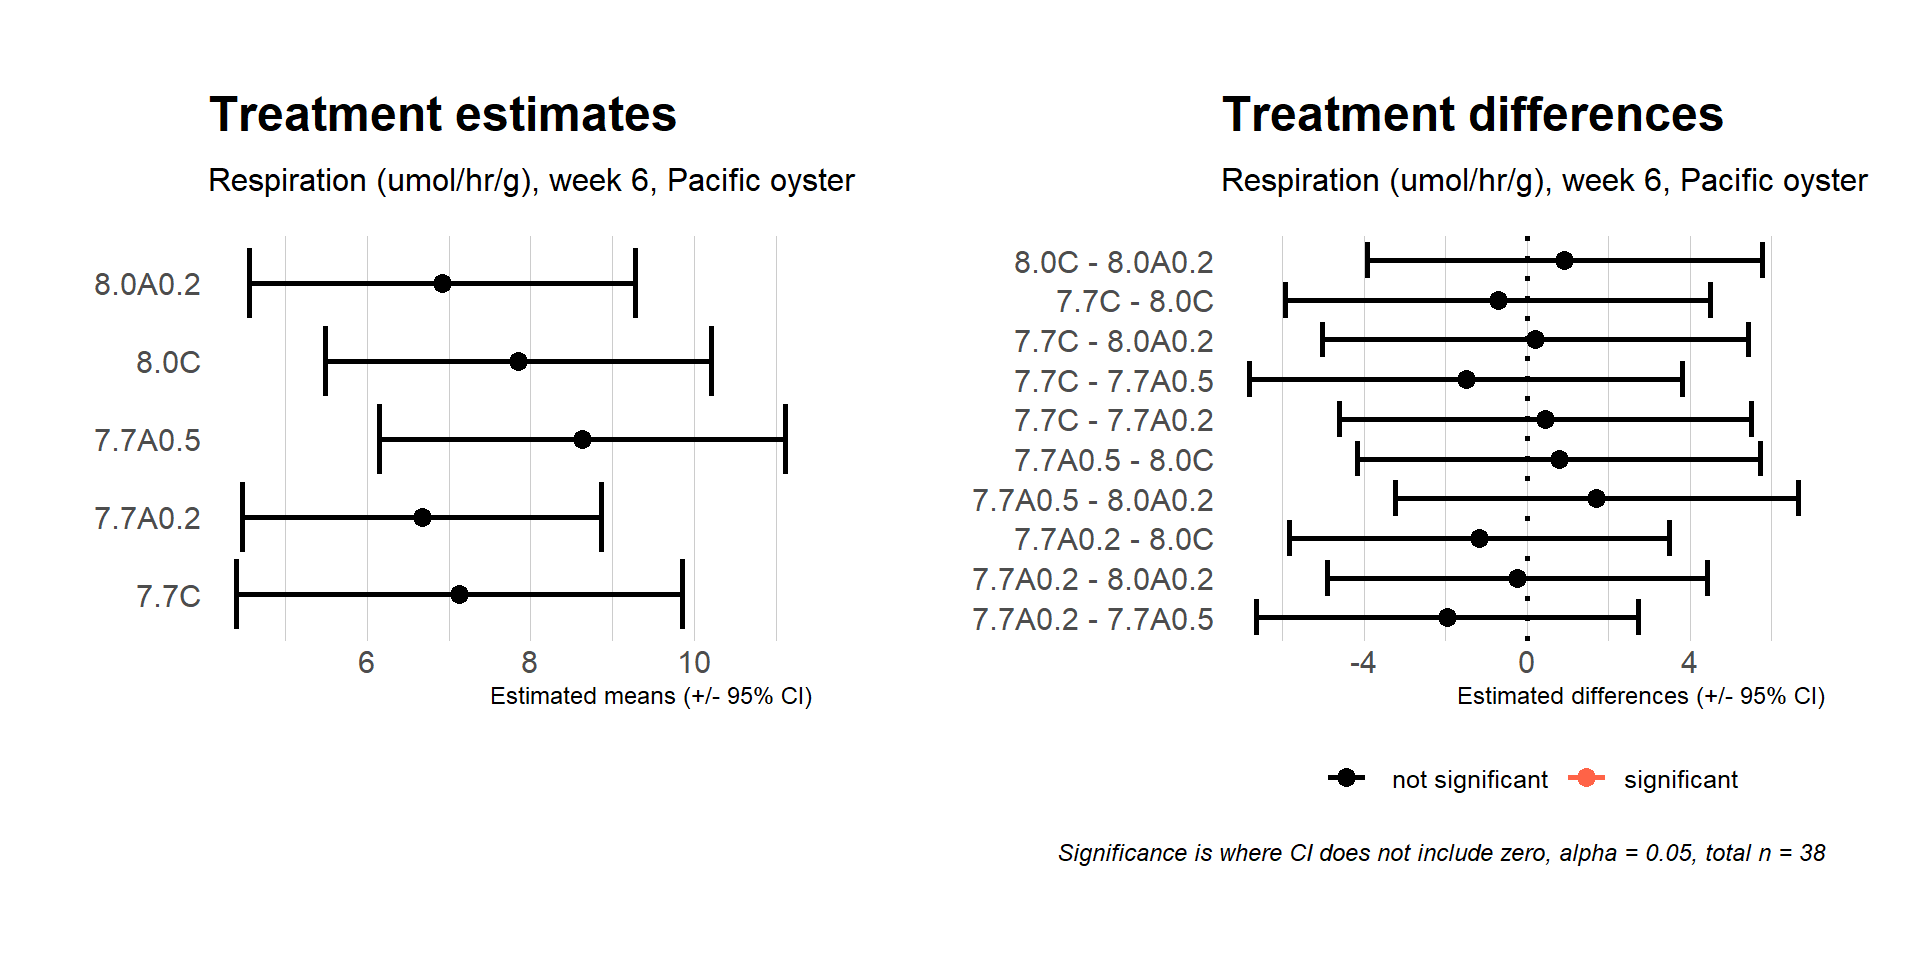 Treatment estimates
Respiration (umol/hr/g), week 6, Pacific oyster
8.0A0.2
8.0C
7.7A0.5
7.7A0.2
7.7C
6 8 10
Estimated means (+/- 95% CI)
Treatment differences
Respiration (umol/hr/g), week 6, Pacific oyster
8.0C - 8.0A0.2
7.7C - 8.0C
7.7C - 8.0A0.2
7.7C - 7.7A0.5
7.7C - 7.7A0.2
7.7A0.5 - 8.0C
7.7A0.5 - 8.0A0.2
7.7A0.2 - 8.0C
7.7A0.2 - 8.0A0.2
7.7A0.2 - 7.7A0.5
-4 0 4
Estimated differences (+/- 95% CI)
not significant significant
Significance is where CI does not include zero, alpha = 0.05, total n = 38